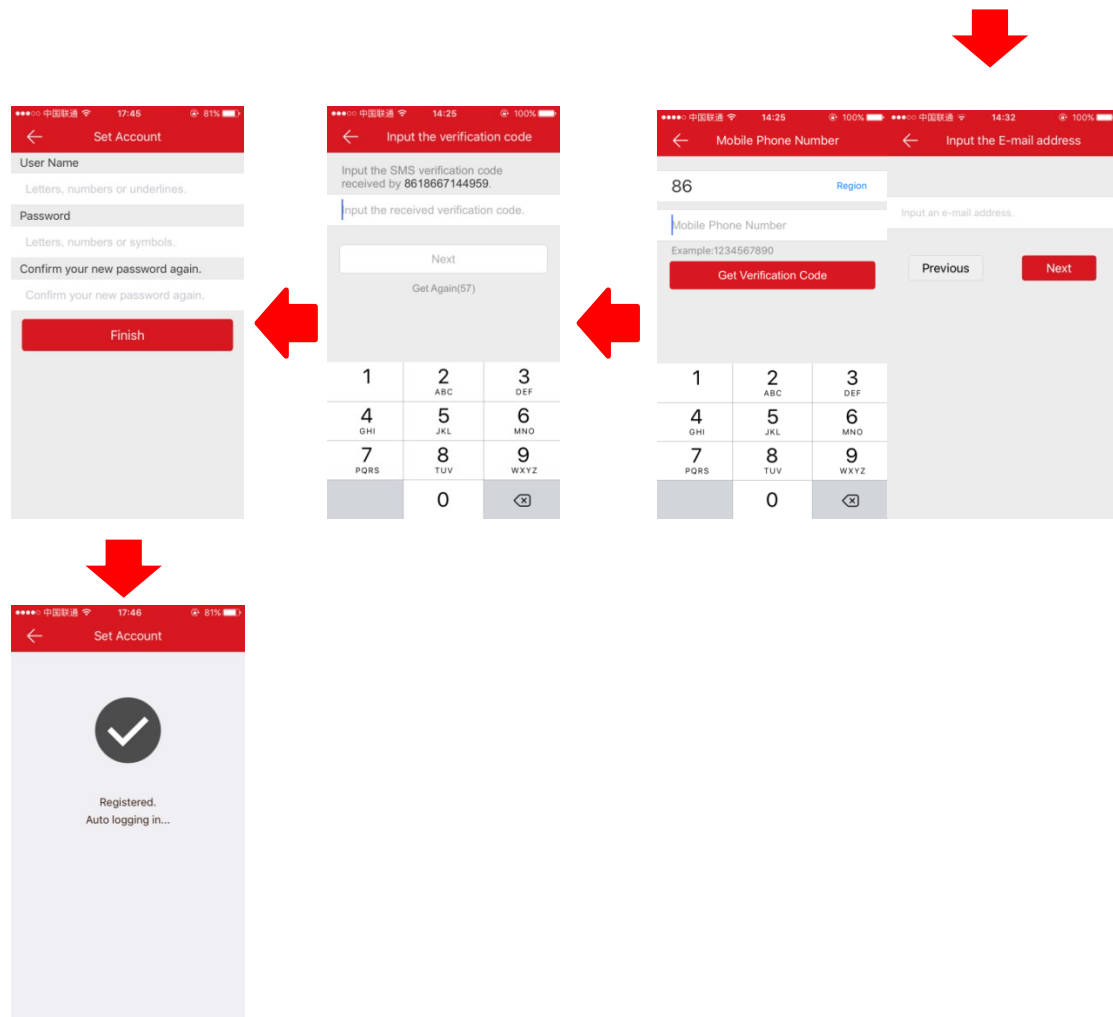 中国联通 17:45 81%
Set Account
User Name
Letters, numbers or underlines.
Password
Letters, numbers or symbols.
Confirm your new password again.
Confirm your new password again.
Finish
中国联通 14:25 100%
Input the verification code
Input the SMS verification code
received by 8618667144959.
Input the received verification code.
Next
Get Again(57)
1 2 3
ABC DEF
4 5 6
GHI JKL MNO
7 8 9
PQRS TUV WXYZ
0
中国联通 14:25 100%
Mobile Phone Number
86 Region
Mobile Phone Number
Example:1234567890
Get Verification Code
1 2 3
ABC DEF
4 5 6
GHI JKL MNO
7 8 9
PQRS TUV WXYZ
0
中国联通 14:32 100%
Input the E-mail address
Input an e-mail address.
Previous Next
中国联通 17:46 81%
Set Account
Registered.
Auto logging in...